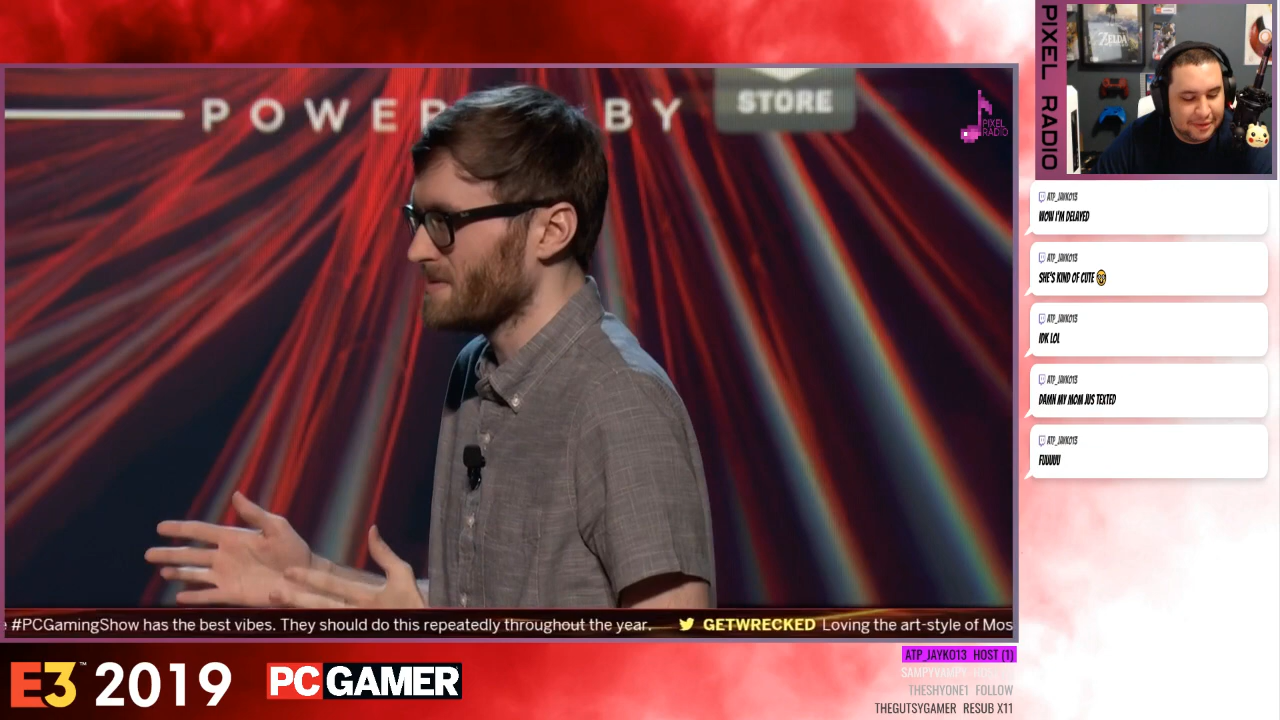 POWER BY
STORE
PIXEL
RADIO
PIXEL RADIO
ZELDA
ATP_JAYKO13
WOW I'M DELAYED
ATP_JAYKO13
SHE'S KIND OF CUTE
ATP_JAYKO13
IDK LOL
ATP_JAYKO13
DAMN MY MOM JUS TEXTED
ATP_JAYKO13
FUUUUU
#PCGamingShow has the best vibes. They should do this repeatedly throughout the year. GETWRECKED Loving the art-style of Mos
E3™ 2019 PC GAMER
ATP_JAYKO13 HOST (1)
SAMPYVAMPY
THESHYONE1 FOLLOW
THEGUTSYGAMER RESUB X11